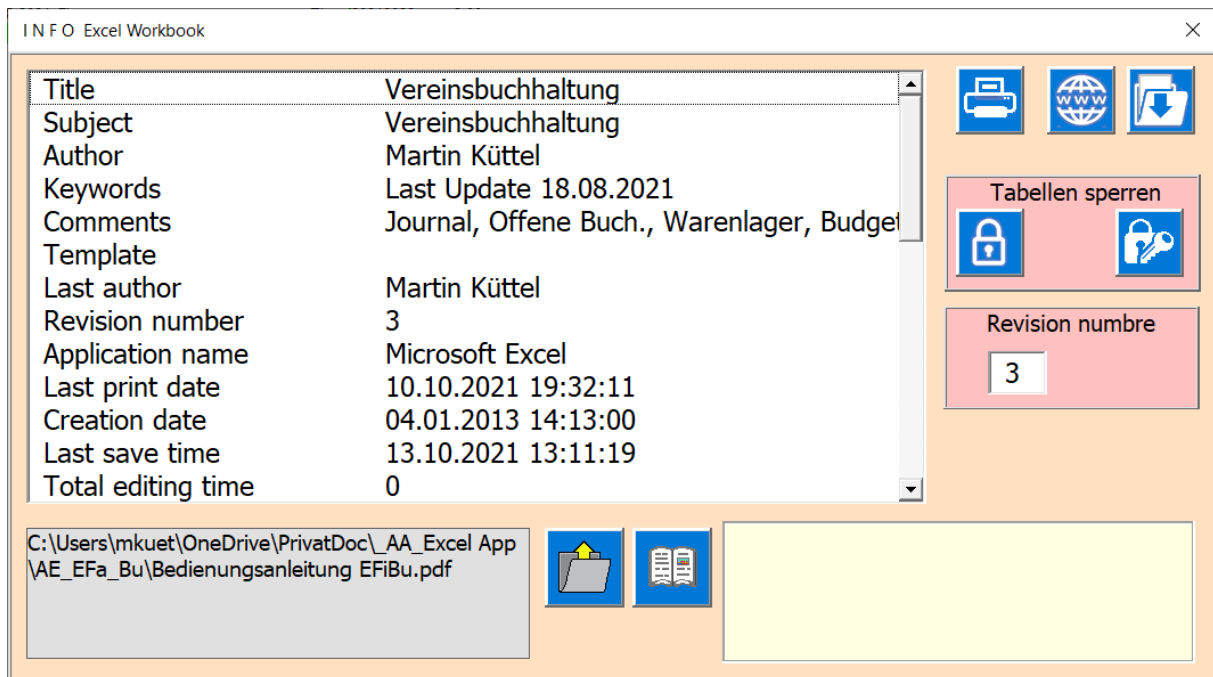 I N F O Excel Workbook
Title Vereinsbuchhaltung
Subject Vereinsbuchhaltung
Author Martin Küttel
Keywords Last Update 18.08.2021
Comments Journal, Offene Buch., Warenlager, Budget
Template
Last author Martin Küttel
Revision number 3
Application name Microsoft Excel
Last print date 10.10.2021 19:32:11
Creation date 04.01.2013 14:13:00
Last save time 13.10.2021 13:11:19
Total editing time 0
www
Tabellen sperren
Revision numbre
3
C:\Users\mkuet\OneDrive\PrivatDoc\_AA_Excel App
\AE_EFa_Bu\Bedienungsanleitung EFiBu.pdf